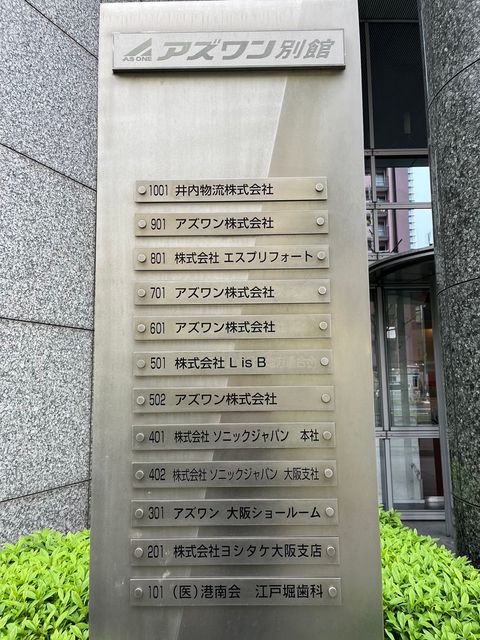 AS ONE アズワン別館
1001 井内物流株式会社
901 アズワン株式会社
801 株式会社 エスプリフォート
701 アズワン株式会社
601 アズワン株式会社
501 株式会社 L is B
502 アズワン株式会社
401 株式会社 ソニックジャパン 本社
402 株式会社 ソニックジャパン 大阪支社
301 アズワン 大阪ショールーム
201 株式会社ヨシタケ大阪支店
101 (医)港南会 江戸堀歯科